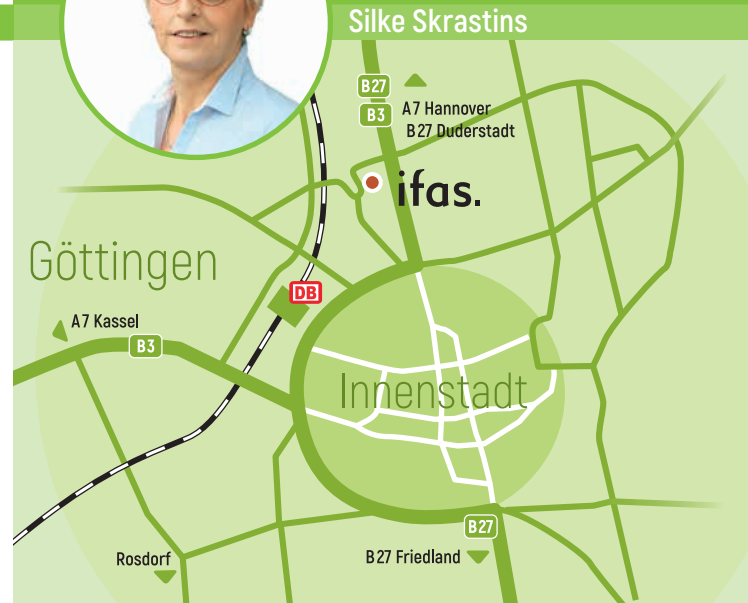 Silke Skrastins
B27
B3
A7 Hannover
B27 Duderstadt
ifas.
Göttingen
DB
A7 Kassel
B3
Innenstadt
B27
Rosdorf
B27 Friedland